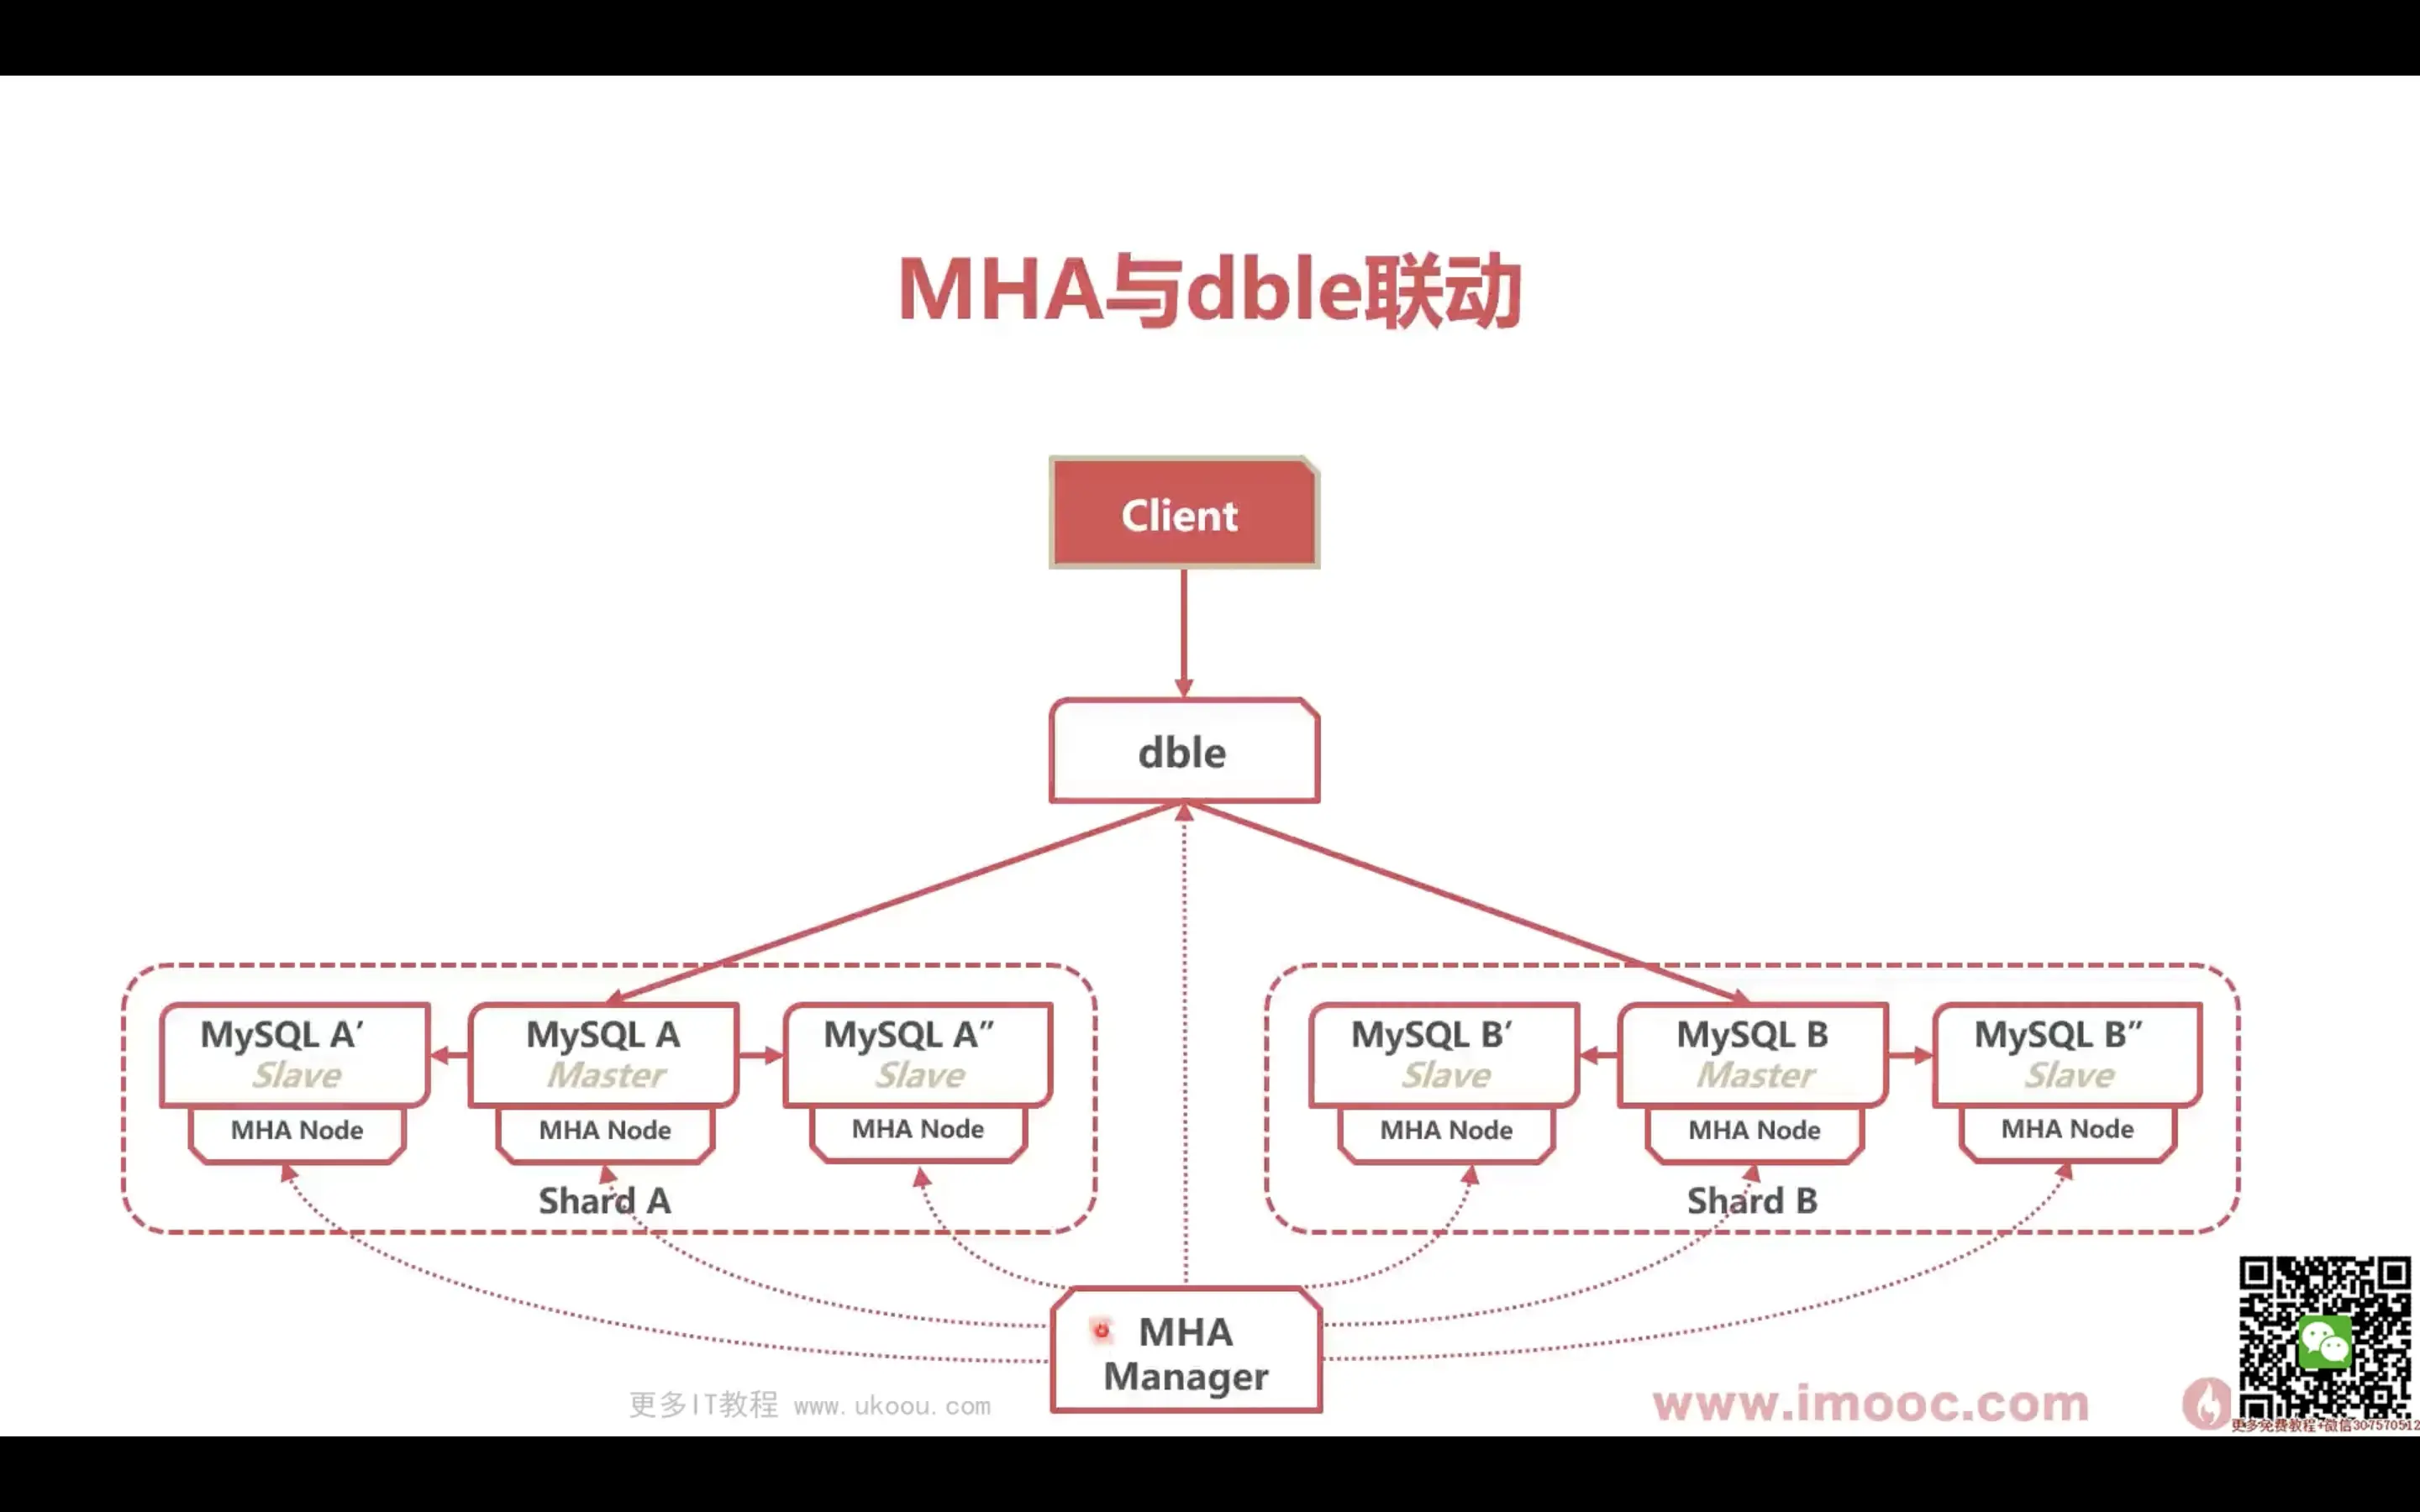 MHA与dble联动
Client
dble
MySQL A’
Slave
MHA Node
MySQL A
Master
MHA Node
MySQL A”
Slave
MHA Node
Shard A
MySQL B’
Slave
MHA Node
MySQL B
Master
MHA Node
MySQL B”
Slave
MHA Node
Shard B
MHA
Manager
更多IT教程 www.ukoou.com
www.imooc.com
更多免费教程+微信307570512